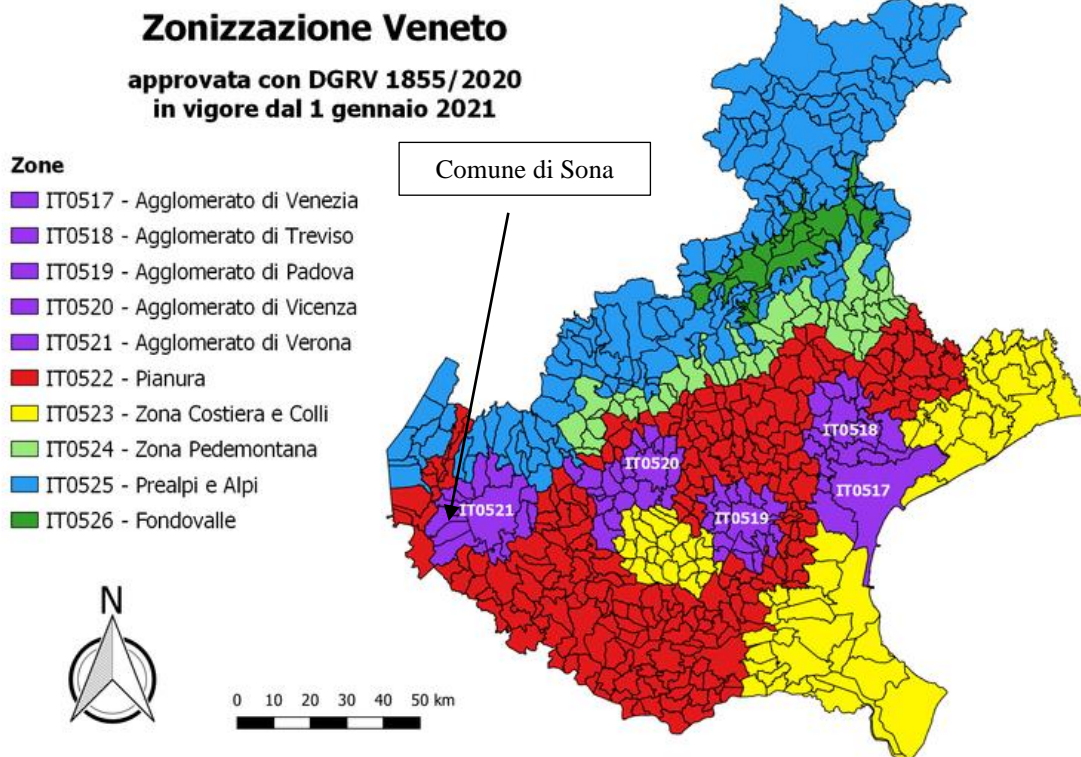 Zonizzazione Veneto
approvata con DGRV 1855/2020
in vigore dal 1 gennaio 2021
Comune di Sona
Zone
IT0517 - Agglomerato di Venezia
IT0518 - Agglomerato di Treviso
IT0519 - Agglomerato di Padova
IT0520 - Agglomerato di Vicenza
IT0521 - Agglomerato di Verona
IT0522 - Pianura
IT0523 - Zona Costiera e Colli
IT0524 - Zona Pedemontana
IT0525 - Prealpi e Alpi
IT0526 - Fondovalle
IT0518
IT0520
IT0517
IT0521
IT0519
N
0 10 20 30 40 50 km